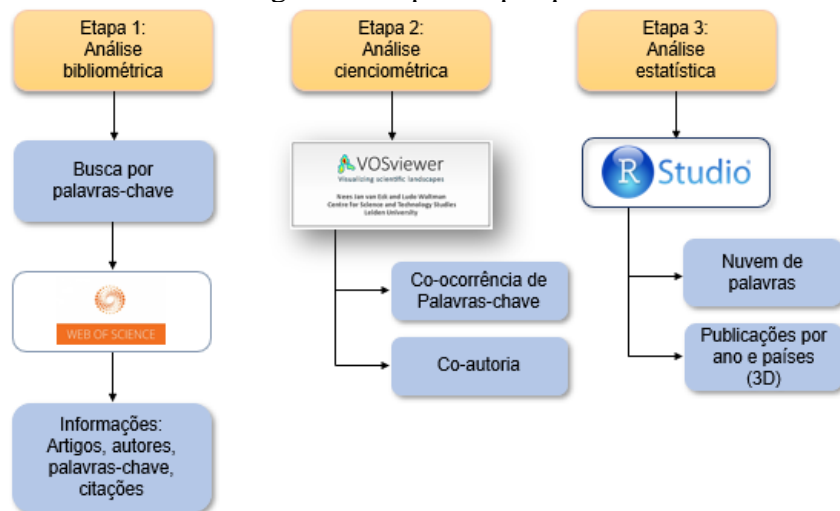 Etapa 1:
Análise
bibliométrica
Busca por
palavras-chave
WEB OF SCIENCE
Informações:
Artigos, autores,
palavras-chave,
citações
Etapa 2:
Análise
cienciométrica
VOSviewer
Visualizing scientific landscapes
Nees Jan van Eck and Ludo Waltman
Centre for Science and Technology Studies
Leiden University
Co-ocorrência de
Palavras-chave
Co-autoria
Etapa 3:
Análise
estatística
R Studio
Nuvem de
palavras
Publicações por
ano e países
(3D)